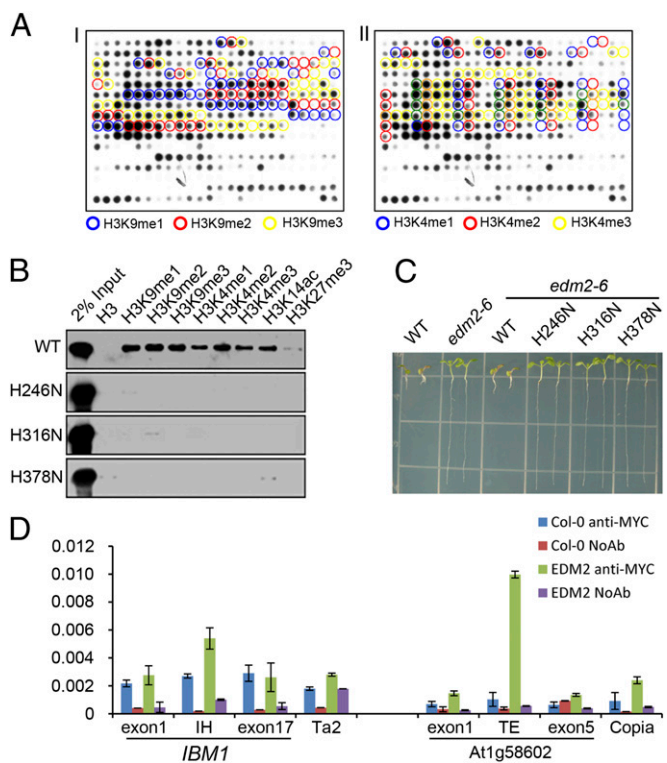 A
I
II
H3K9me1 H3K9me2 H3K9me3
H3K4me1 H3K4me2 H3K4me3
B
2% Input H3 H3K9me1 H3K9me2 H3K9me3 H3K4me1 H3K4me2 H3K4me3 H3K14ac H3K27me3
WT
H246N
H316N
H378N
C
edm2-6
WT edm2-6 WT H246N H316N H378N
D
Col-0 anti-MYC
Col-0 NoAb
EDM2 anti-MYC
EDM2 NoAb
0.012
0.010
0.008
0.006
0.004
0.002
0
exon1 IH exon17 Ta2 exon1 TE exon5 Copia
IBM1 At1g58602